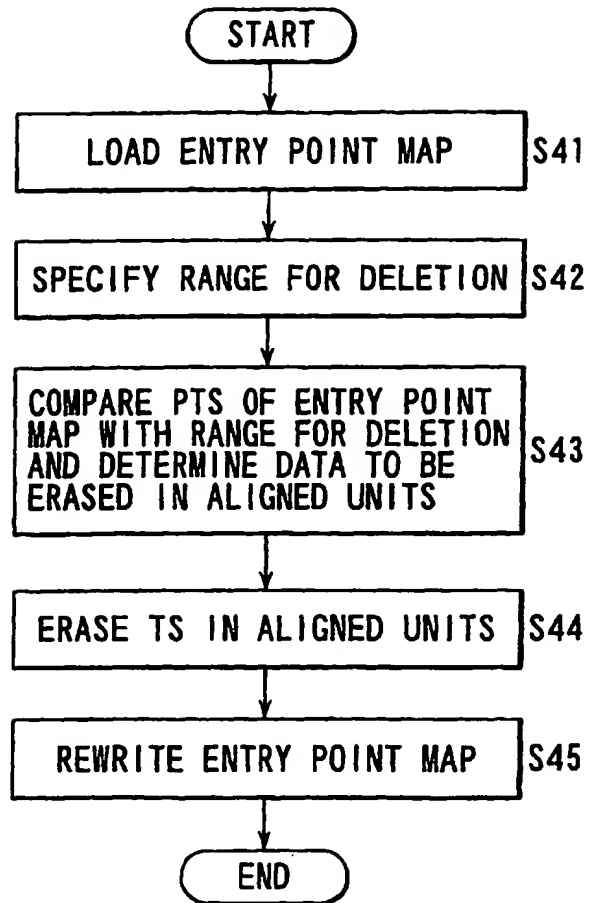 START
LOAD ENTRY POINT MAP S41
SPECIFY RANGE FOR DELETION S42
COMPARE PTS OF ENTRY POINT
MAP WITH RANGE FOR DELETION
AND DETERMINE DATA TO BE
ERASED IN ALIGNED UNITS
S43
ERASE TS IN ALIGNED UNITS S44
REWRITE ENTRY POINT MAP S45
END